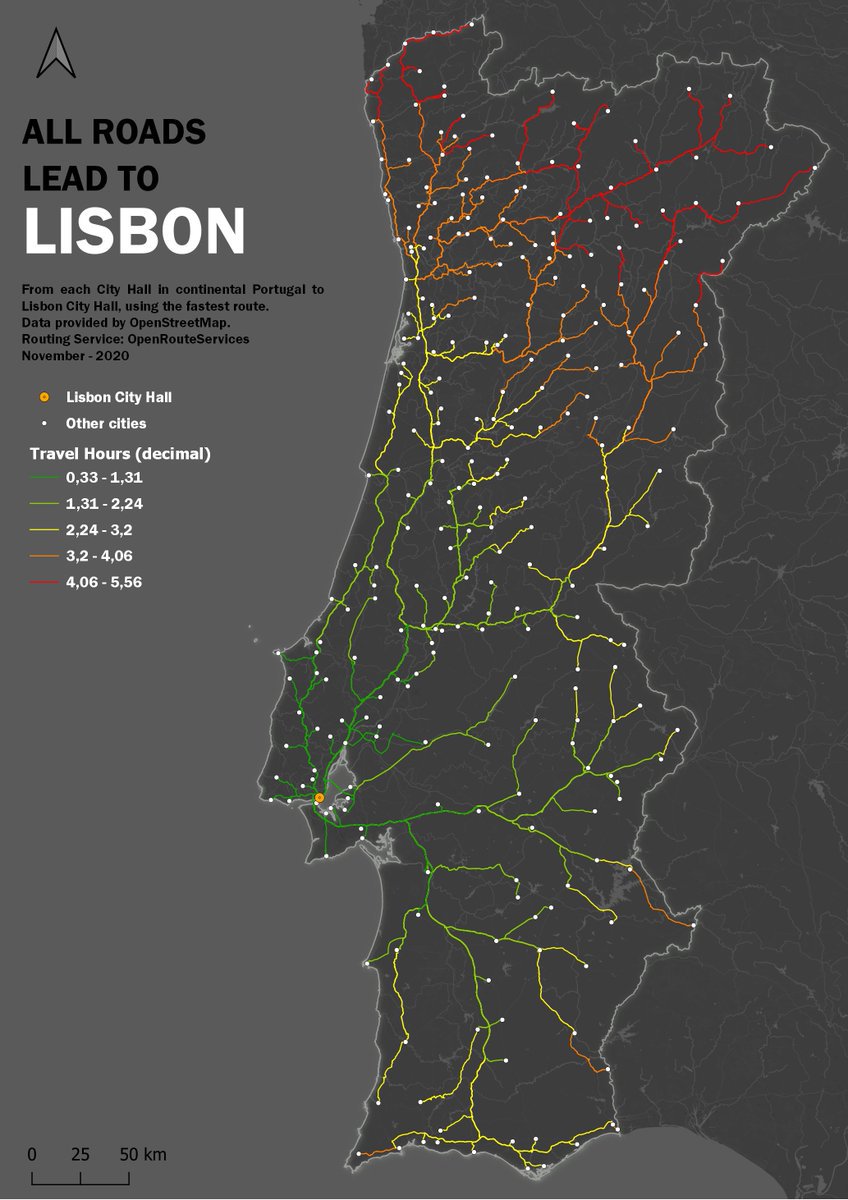 ALL ROADS
LEAD TO
LISBON
From each City Hall in continental Portugal to
Lisbon City Hall, using the fastest route.
Data provided by OpenStreetMap.
Routing Service: OpenRouteServices
November - 2020
Lisbon City Hall
Other cities
Travel Hours (decimal)
0,33 - 1,31
1,31 - 2,24
2,24 - 3,2
3,2 - 4,06
4,06 - 5,56
0 25 50 km